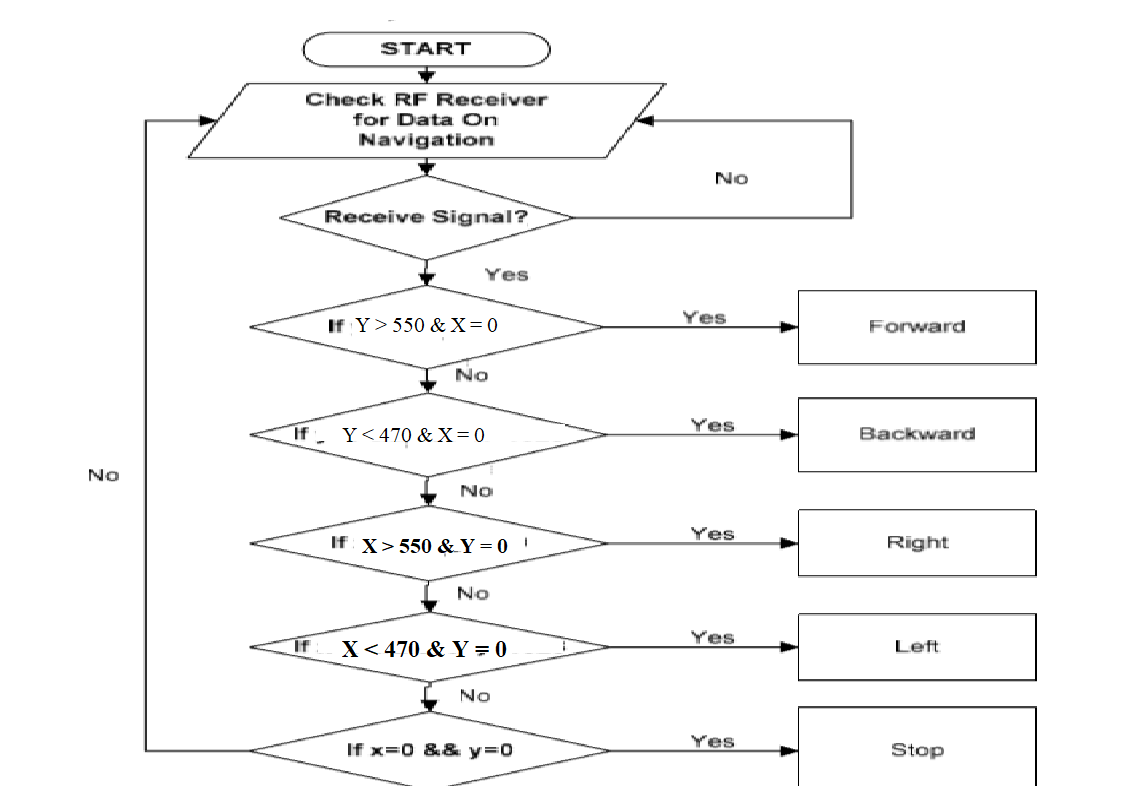 START
Check RF Receiver
for Data On
Navigation
No
Receive Signal?
Yes
If Y > 550 & X = 0
Yes
Forward
No
If Y < 470 & X = 0
Yes
Backward
No
No
If X > 550 & Y = 0
Yes
Right
No
If X < 470 & Y = 0
Yes
Left
No
If x=0 && y=0
Yes
Stop